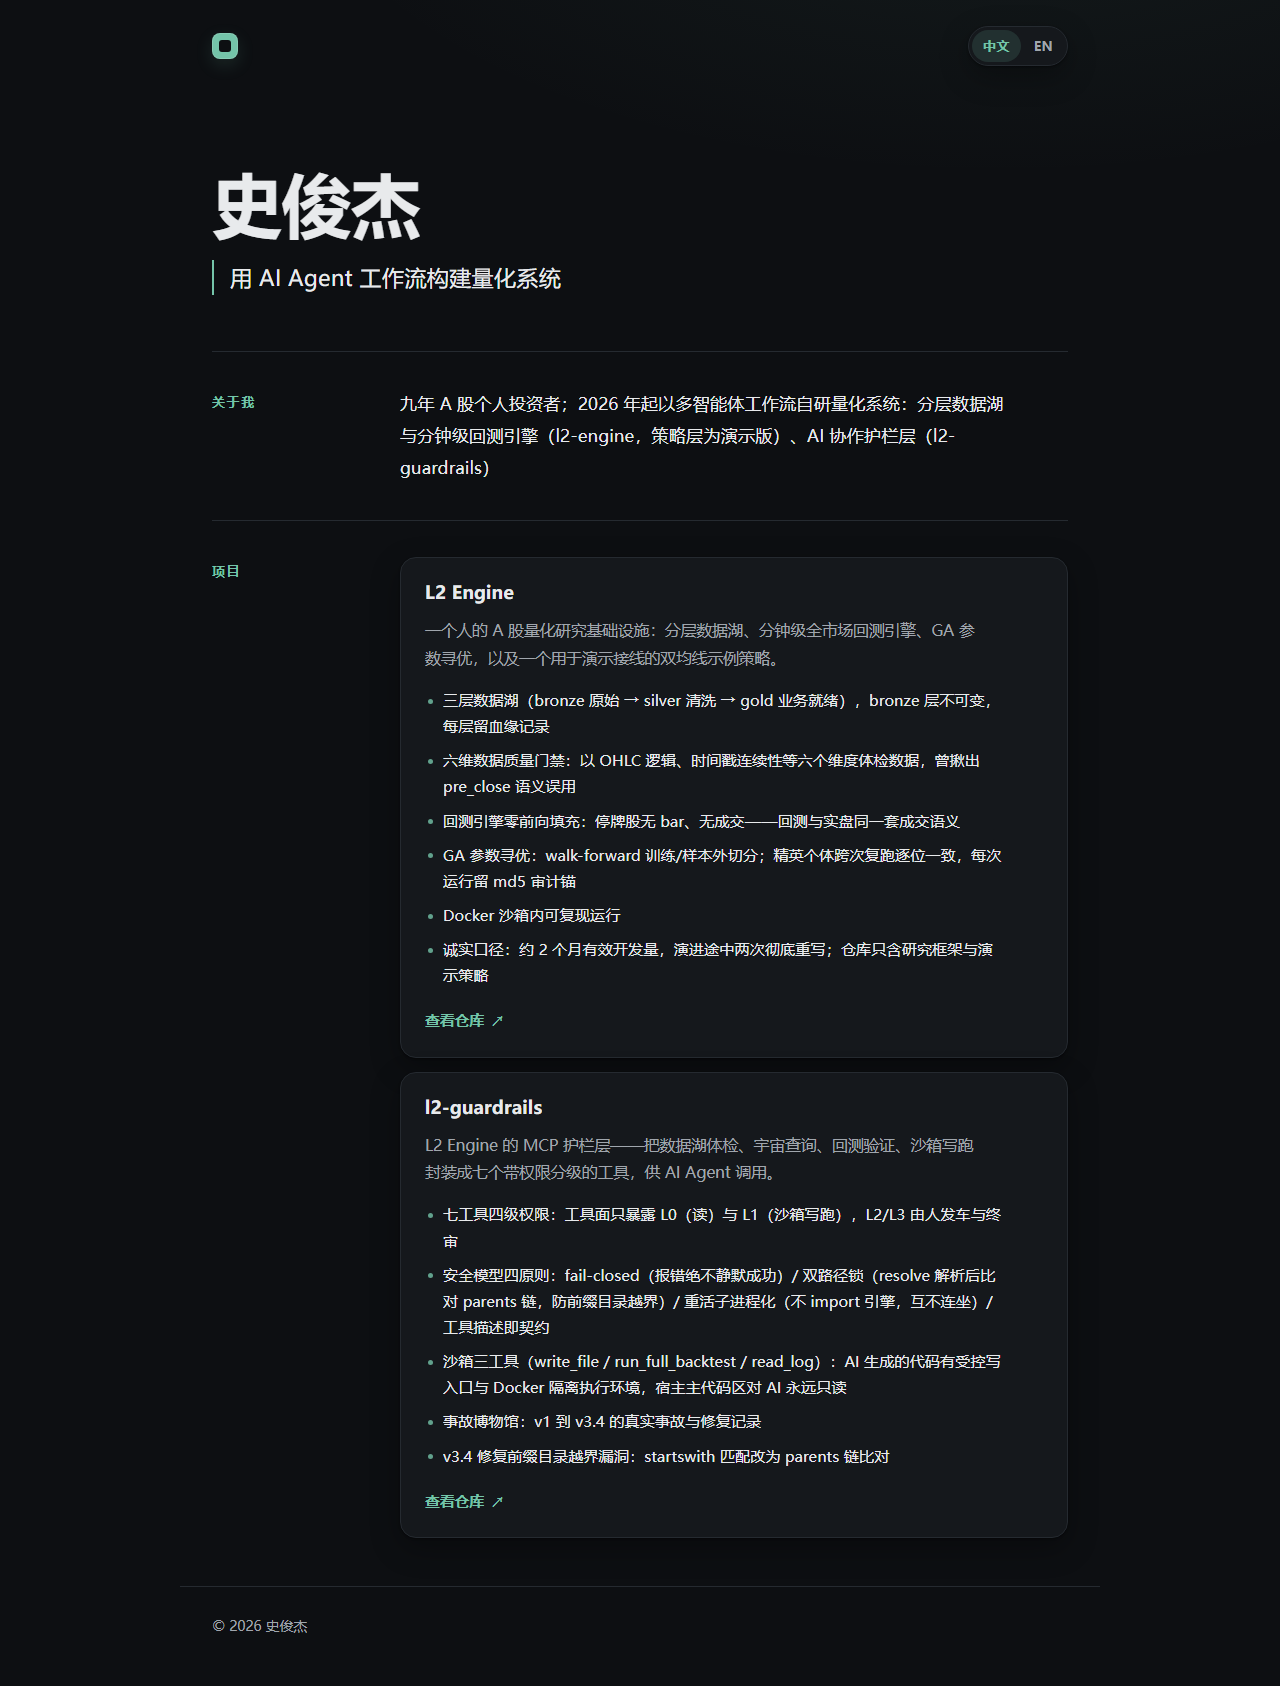 中文 EN
史俊杰
用 AI Agent 工作流构建量化系统
关于我
九年 A 股个人投资者；2026 年起以多智能体工作流自研量化系统：分层数据湖
与分钟级回测引擎（l2-engine，策略层为演示版）、AI 协作护栏层（l2-
guardrails）
项目
L2 Engine
一个人的 A 股量化研究基础设施：分层数据湖、分钟级全市场回测引擎、GA 参
数寻优，以及一个用于演示接线的双均线示例策略。
三层数据湖（bronze 原始 → silver 清洗 → gold 业务就绪），bronze 层不可变，
每层留血缘记录
六维数据质量门禁：以 OHLC 逻辑、时间戳连续性等六个维度体检数据，曾揪出
pre_close 语义误用
回测引擎零前向填充：停牌股无 bar、无成交——回测与实盘同一套成交语义
GA 参数寻优：walk-forward 训练/样本外切分；精英个体跨次复跑逐位一致，每次
运行留 md5 审计锚
Docker 沙箱内可复现运行
诚实口径：约 2 个月有效开发量，演进途中两次彻底重写；仓库只含研究框架与演
示策略
查看仓库 ↗
l2-guardrails
L2 Engine 的 MCP 护栏层——把数据湖体检、宇宙查询、回测验证、沙箱写跑
封装成七个带权限分级的工具，供 AI Agent 调用。
七工具四级权限：工具面只暴露 L0（读）与 L1（沙箱写跑），L2/L3 由人发车与终
审
安全模型四原则：fail-closed（报错绝不静默成功）/ 双路径锁（resolve 解析后比
对 parents 链，防前缀目录越界）/ 重活子进程化（不 import 引擎，互不连坐）/
工具描述即契约
沙箱三工具（write_file / run_full_backtest / read_log）：AI 生成的代码有受控写
入口与 Docker 隔离执行环境，宿主主代码区对 AI 永远只读
事故博物馆：v1 到 v3.4 的真实事故与修复记录
v3.4 修复前缀目录越界漏洞：startswith 匹配改为 parents 链比对
查看仓库 ↗
© 2026 史俊杰